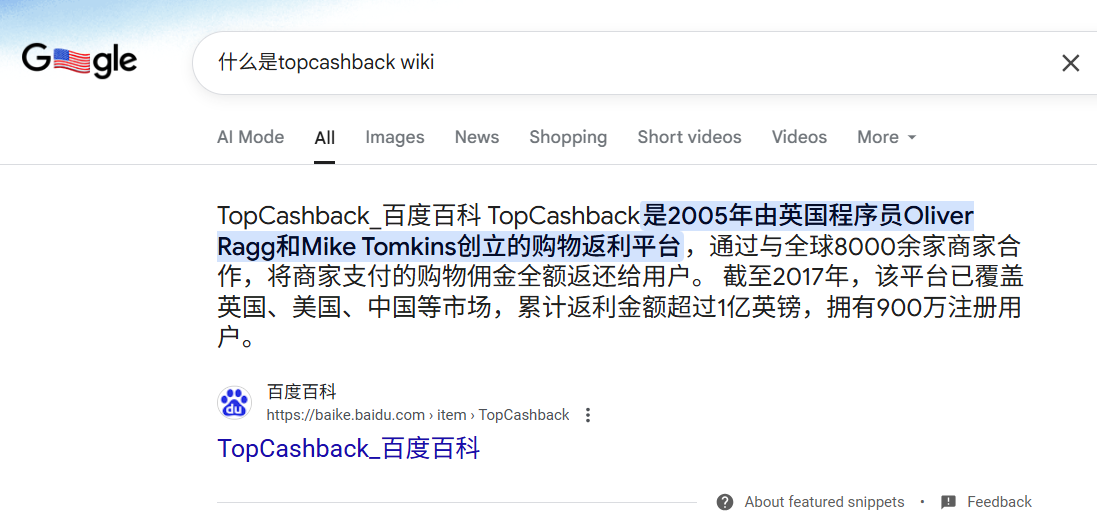 Google
什么是topcashback wiki
AI Mode All Images News Shopping Short videos Videos More
TopCashback_百度百科 TopCashback是2005年由英国程序员Oliver
Ragg和Mike Tomkins创立的购物返利平台，通过与全球8000余家商家合
作，将商家支付的购物佣金全额返还给用户。 截至2017年，该平台已覆盖
英国、美国、中国等市场，累计返利金额超过1亿英镑，拥有900万注册用
户。
百度百科
https://baike.baidu.com › item › TopCashback
du
TopCashback_百度百科
About featured snippets • Feedback